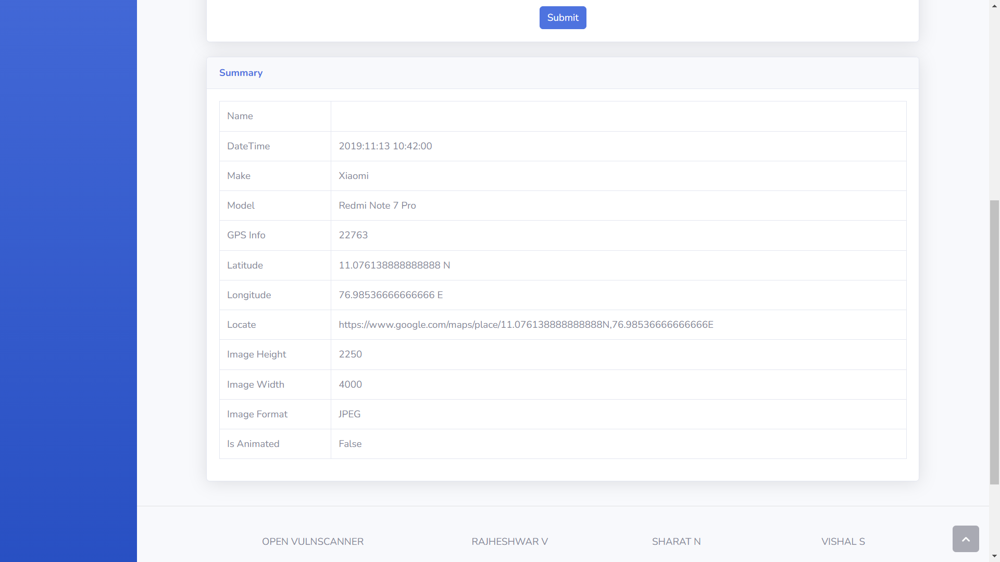 Submit
Summary
Name
DateTime 2019:11:13 10:42:00
Make Xiaomi
Model Redmi Note 7 Pro
GPS Info 22763
Latitude 11.076138888888888 N
Longitude 76.98536666666666 E
Locate https://www.google.com/maps/place/11.076138888888888N,76.98536666666666E
Image Height 2250
Image Width 4000
Image Format JPEG
Is Animated False
OPEN VULNSCANNER RAJHESHWAR V SHARAT N VISHAL S